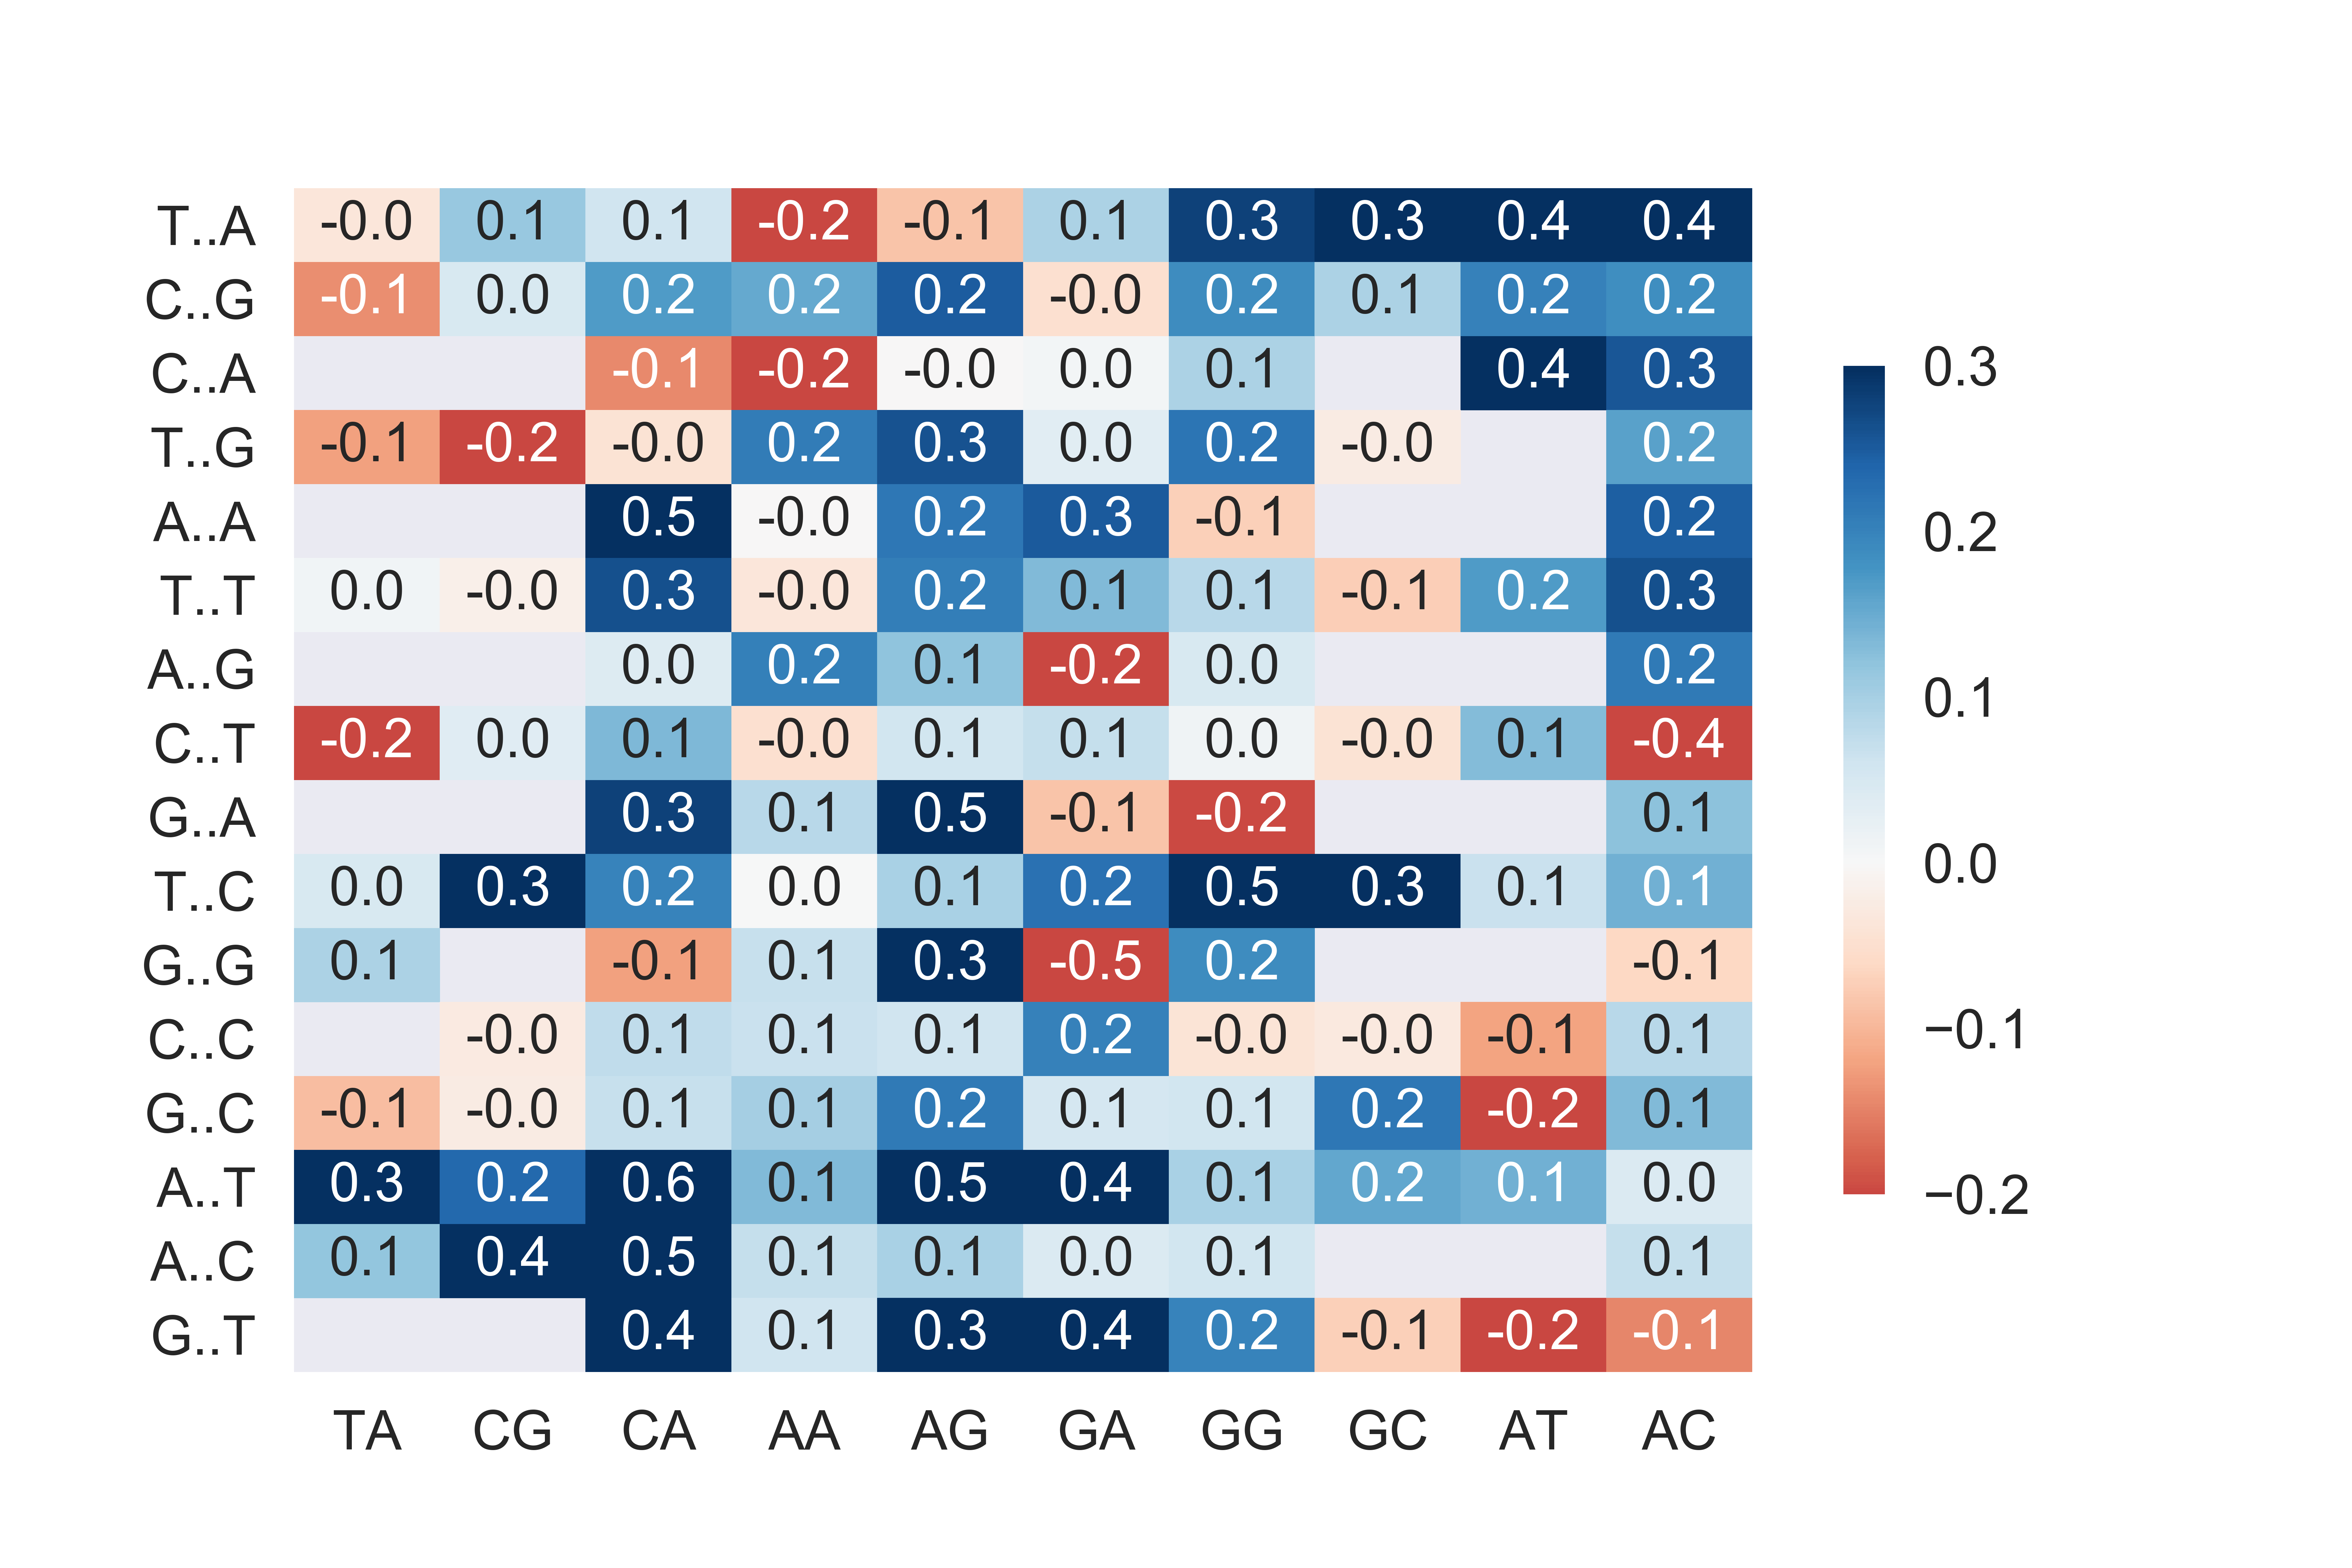 T..A -0.0 0.1 0.1 -0.2 -0.1 0.1 0.3 0.3 0.4 0.4
C..G -0.1 0.0 0.2 0.2 0.2 -0.0 0.2 0.1 0.2 0.2
C..A -0.1 -0.2 -0.0 0.0 0.1 0.4 0.3
T..G -0.1 -0.2 -0.0 0.2 0.3 0.0 0.2 -0.0 0.2
A..A 0.5 -0.0 0.2 0.3 -0.1 0.2
T..T 0.0 -0.0 0.3 -0.0 0.2 0.1 0.1 -0.1 0.2 0.3
A..G 0.0 0.2 0.1 -0.2 0.0 0.2
C..T -0.2 0.0 0.1 -0.0 0.1 0.1 0.0 -0.0 0.1 -0.4
G..A 0.3 0.1 0.5 -0.1 -0.2 0.1
T..C 0.0 0.3 0.2 0.0 0.1 0.2 0.5 0.3 0.1 0.1
G..G 0.1 -0.1 0.1 0.3 -0.5 0.2 -0.1
C..C -0.0 0.1 0.1 0.1 0.2 -0.0 -0.0 -0.1 0.1
G..C -0.1 -0.0 0.1 0.1 0.2 0.1 0.1 0.2 -0.2 0.1
A..T 0.3 0.2 0.6 0.1 0.5 0.4 0.1 0.2 0.1 0.0
A..C 0.1 0.4 0.5 0.1 0.1 0.0 0.1 0.1
G..T 0.4 0.1 0.3 0.4 0.2 -0.1 -0.2 -0.1
TA CG CA AA AG GA GG GC AT AC
0.3
0.2
0.1
0.0
−0.1
−0.2